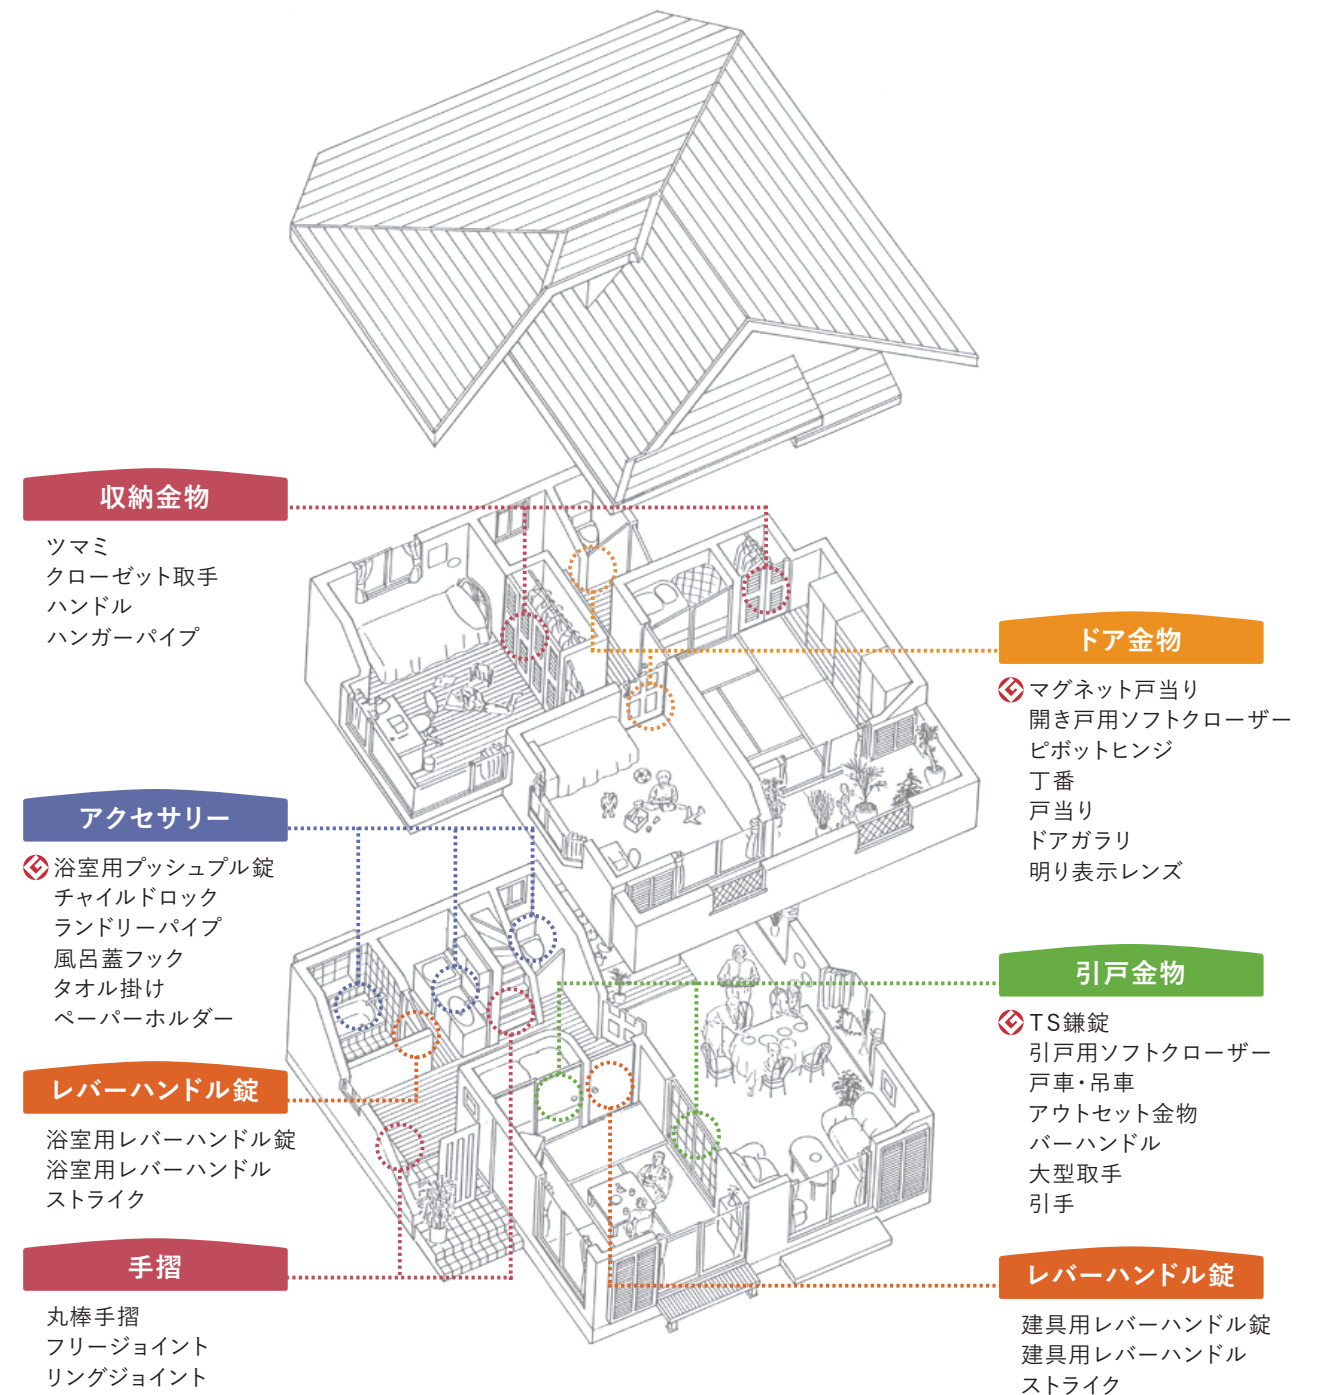 収納金物
ツマミ
クローゼット取手
ハンドル
ハンガーパイプ
アクセサリー
浴室用プッシュプル錠
チャイルドロック
ランドリーパイプ
風呂蓋フック
タオル掛け
ペーパーホルダー
レバーハンドル錠
浴室用レバーハンドル錠
浴室用レバーハンドル
ストライク
手摺
丸棒手摺
フリージョイント
リングジョイント
ドア金物
マグネット戸当り
開き戸用ソフトクローザー
ピボットヒンジ
丁番
戸当り
ドアガラリ
明り表示レンズ
引戸金物
TS鎌錠
引戸用ソフトクローザー
戸車・吊車
アウトセット金物
バーハンドル
大型取手
引手
レバーハンドル錠
建具用レバーハンドル錠
建具用レバーハンドル
ストライク